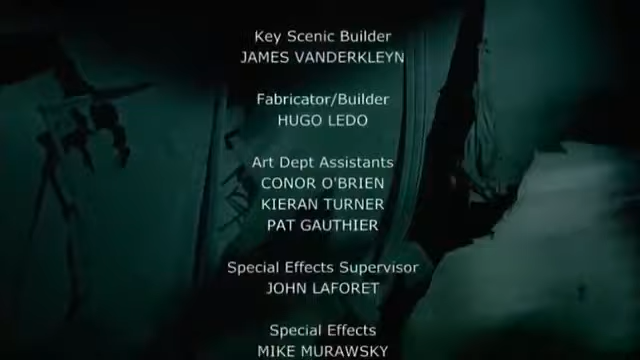 Key Scenic Builder
JAMES VANDERKLEYN
Fabricator/Builder
HUGO LEDO
Art Dept Assistants
CONOR O'BRIEN
KIERAN TURNER
PAT GAUTHIER
Special Effects Supervisor
JOHN LAFORET
Special Effects
MIKE MURAWSKY